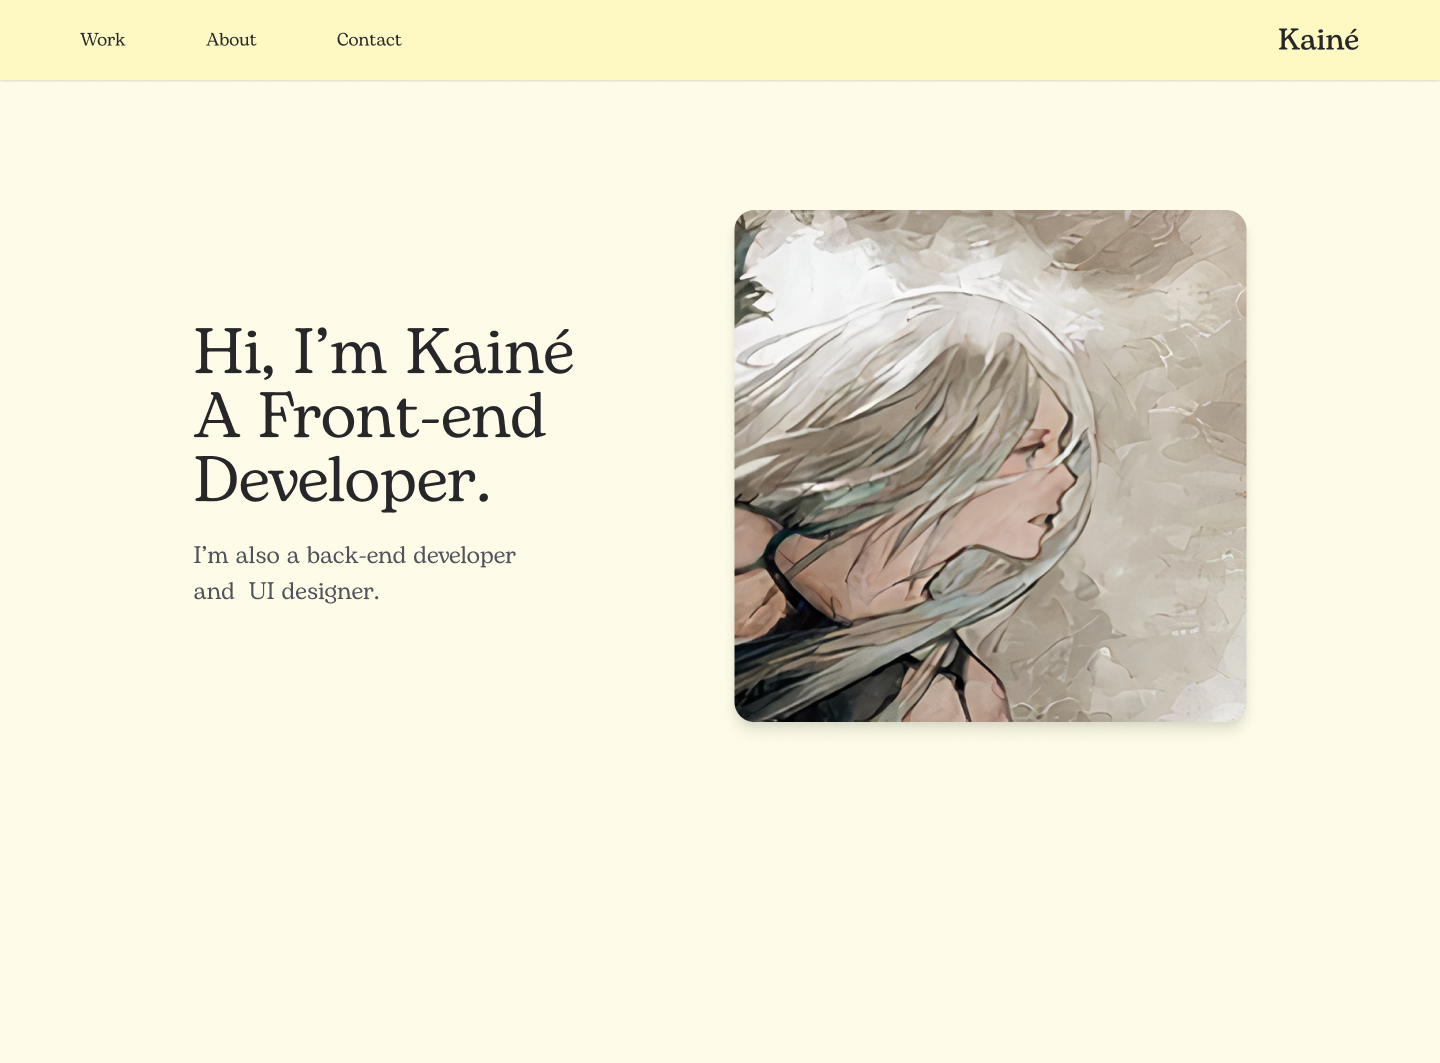 Work About Contact Kainé
Hi, I’m Kainé
A Front-end
Developer.
I’m also a back-end developer
and  UI designer.